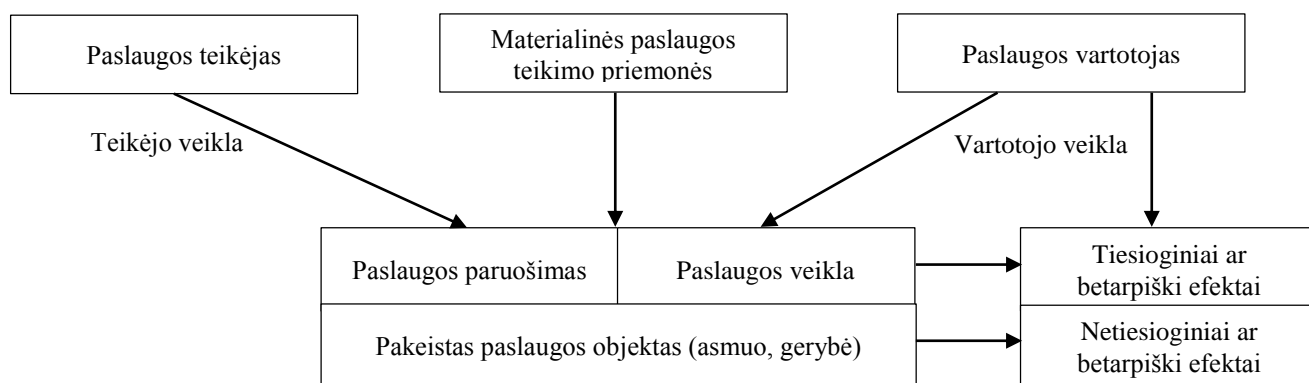 Paslaugos teikėjas
Materialinės paslaugos
teikimo priemonės
Paslaugos vartotojas
Teikėjo veikla
Vartotojo veikla
Paslaugos paruošimas
Paslaugos veikla
Tiesioginiai ar
betarpiški efektai
Pakeistas paslaugos objektas (asmuo, gerybė)
Netiesioginiai ar
betarpiški efektai